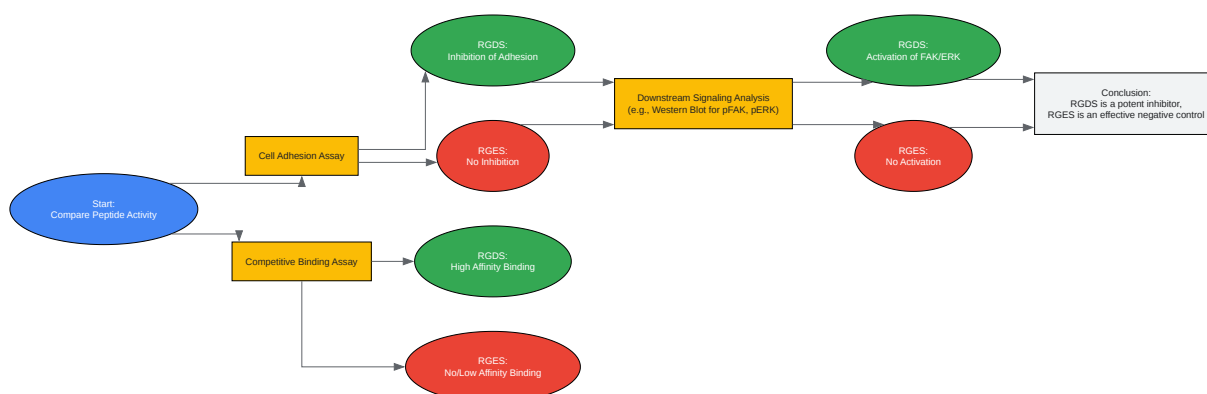 Start:
Compare Peptide Activity
Cell Adhesion Assay
Competitive Binding Assay
RGDS:
Inhibition of Adhesion
RGES:
No Inhibition
RGDS:
High Affinity Binding
RGES:
No/Low Affinity Binding
Downstream Signaling Analysis
(e.g., Western Blot for pFAK, pERK)
RGDS:
Activation of FAK/ERK
RGES:
No Activation
Conclusion:
RGDS is a potent inhibitor,
RGES is an effective negative control